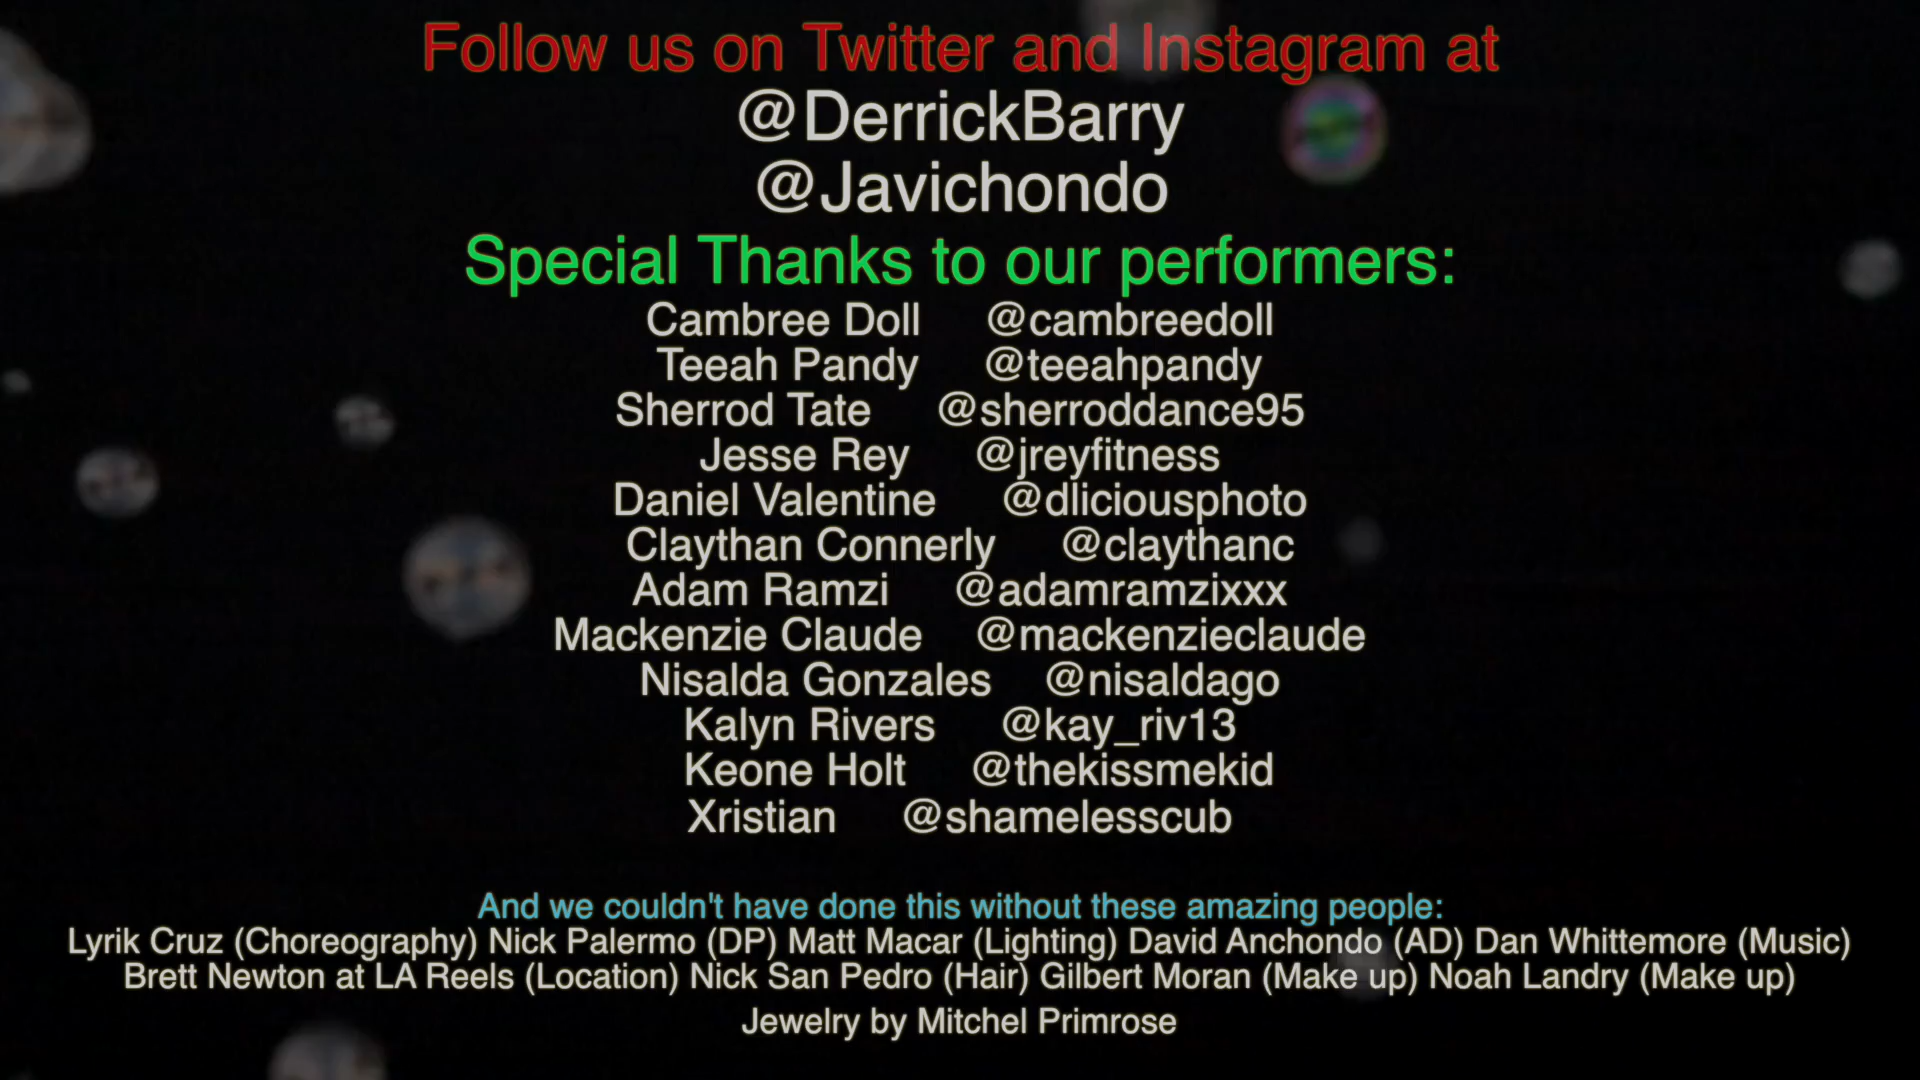 Follow us on Twitter and Instagram at
@DerrickBarry
@Javichondo
Special Thanks to our performers:
Cambree Doll @cambreedoll
Teeah Pandy @teeahpandy
Sherrod Tate @sherroddance95
Jesse Rey @jreyfitness
Daniel Valentine @dliciousphoto
Claythan Connerly @claythanc
Adam Ramzi @adamramzixxx
Mackenzie Claude @mackenzieclaude
Nisalda Gonzales @nisaldago
Kalyn Rivers @kay_riv13
Keone Holt @thekissmekid
Xristian @shamelesscub
And we couldn't have done this without these amazing people:
Lyrik Cruz (Choreography) Nick Palermo (DP) Matt Macar (Lighting) David Anchondo (AD) Dan Whittemore (Music)
Brett Newton at LA Reels (Location) Nick San Pedro (Hair) Gilbert Moran (Make up) Noah Landry (Make up)
Jewelry by Mitchel Primrose